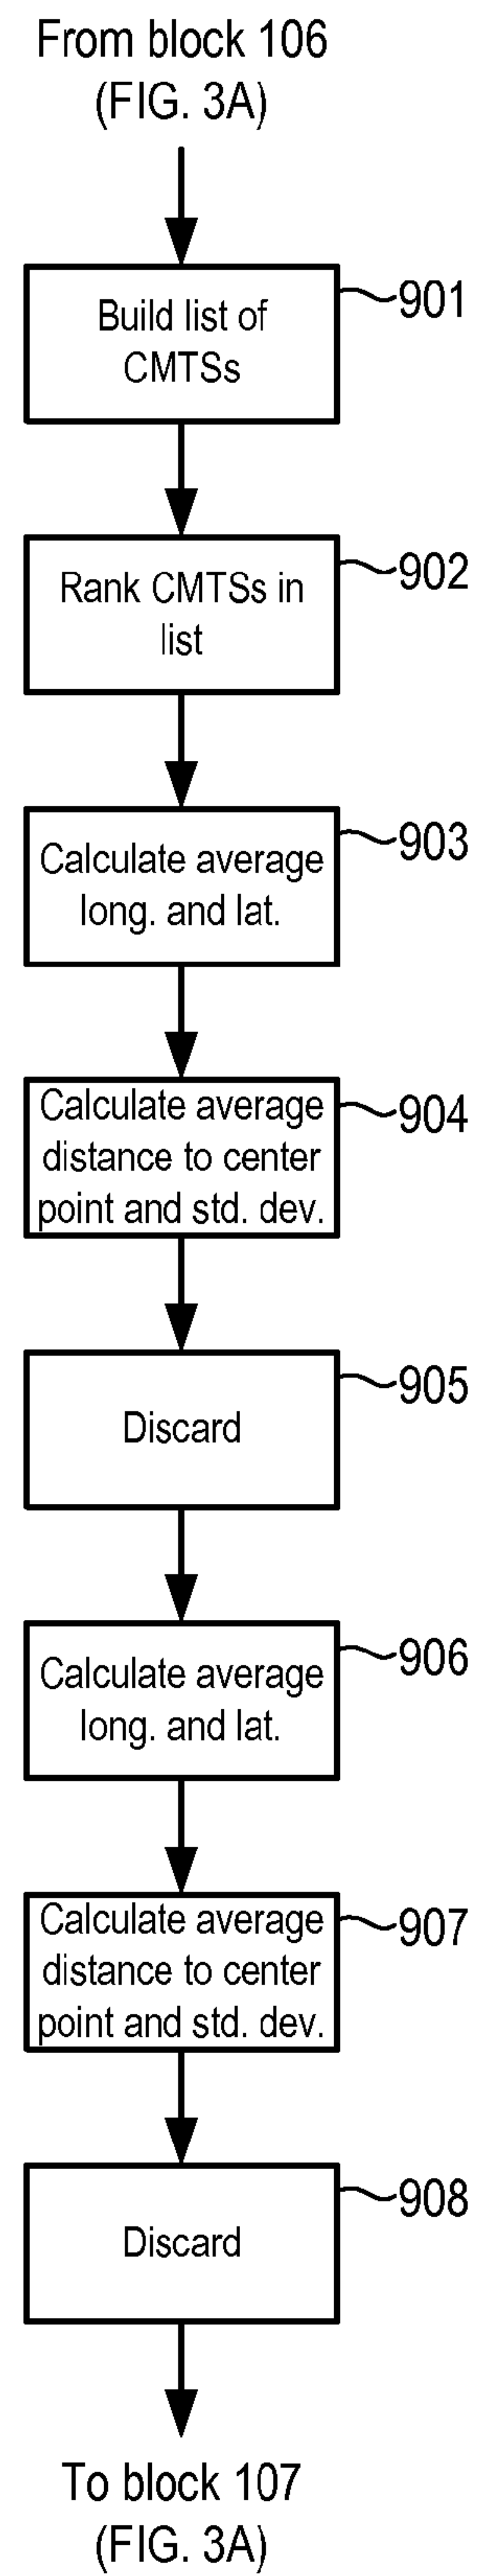 From block 106
(FIG. 3A)
901
Build list of
CMTSs
902
Rank CMTSs in
list
903
Calculate average
long. and lat.
904
Calculate average
distance to center
point and std. dev.
905
Discard
906
Calculate average
long. and lat.
907
Calculate average
distance to center
point and std. dev.
908
Discard
To block 107
(FIG. 3A)